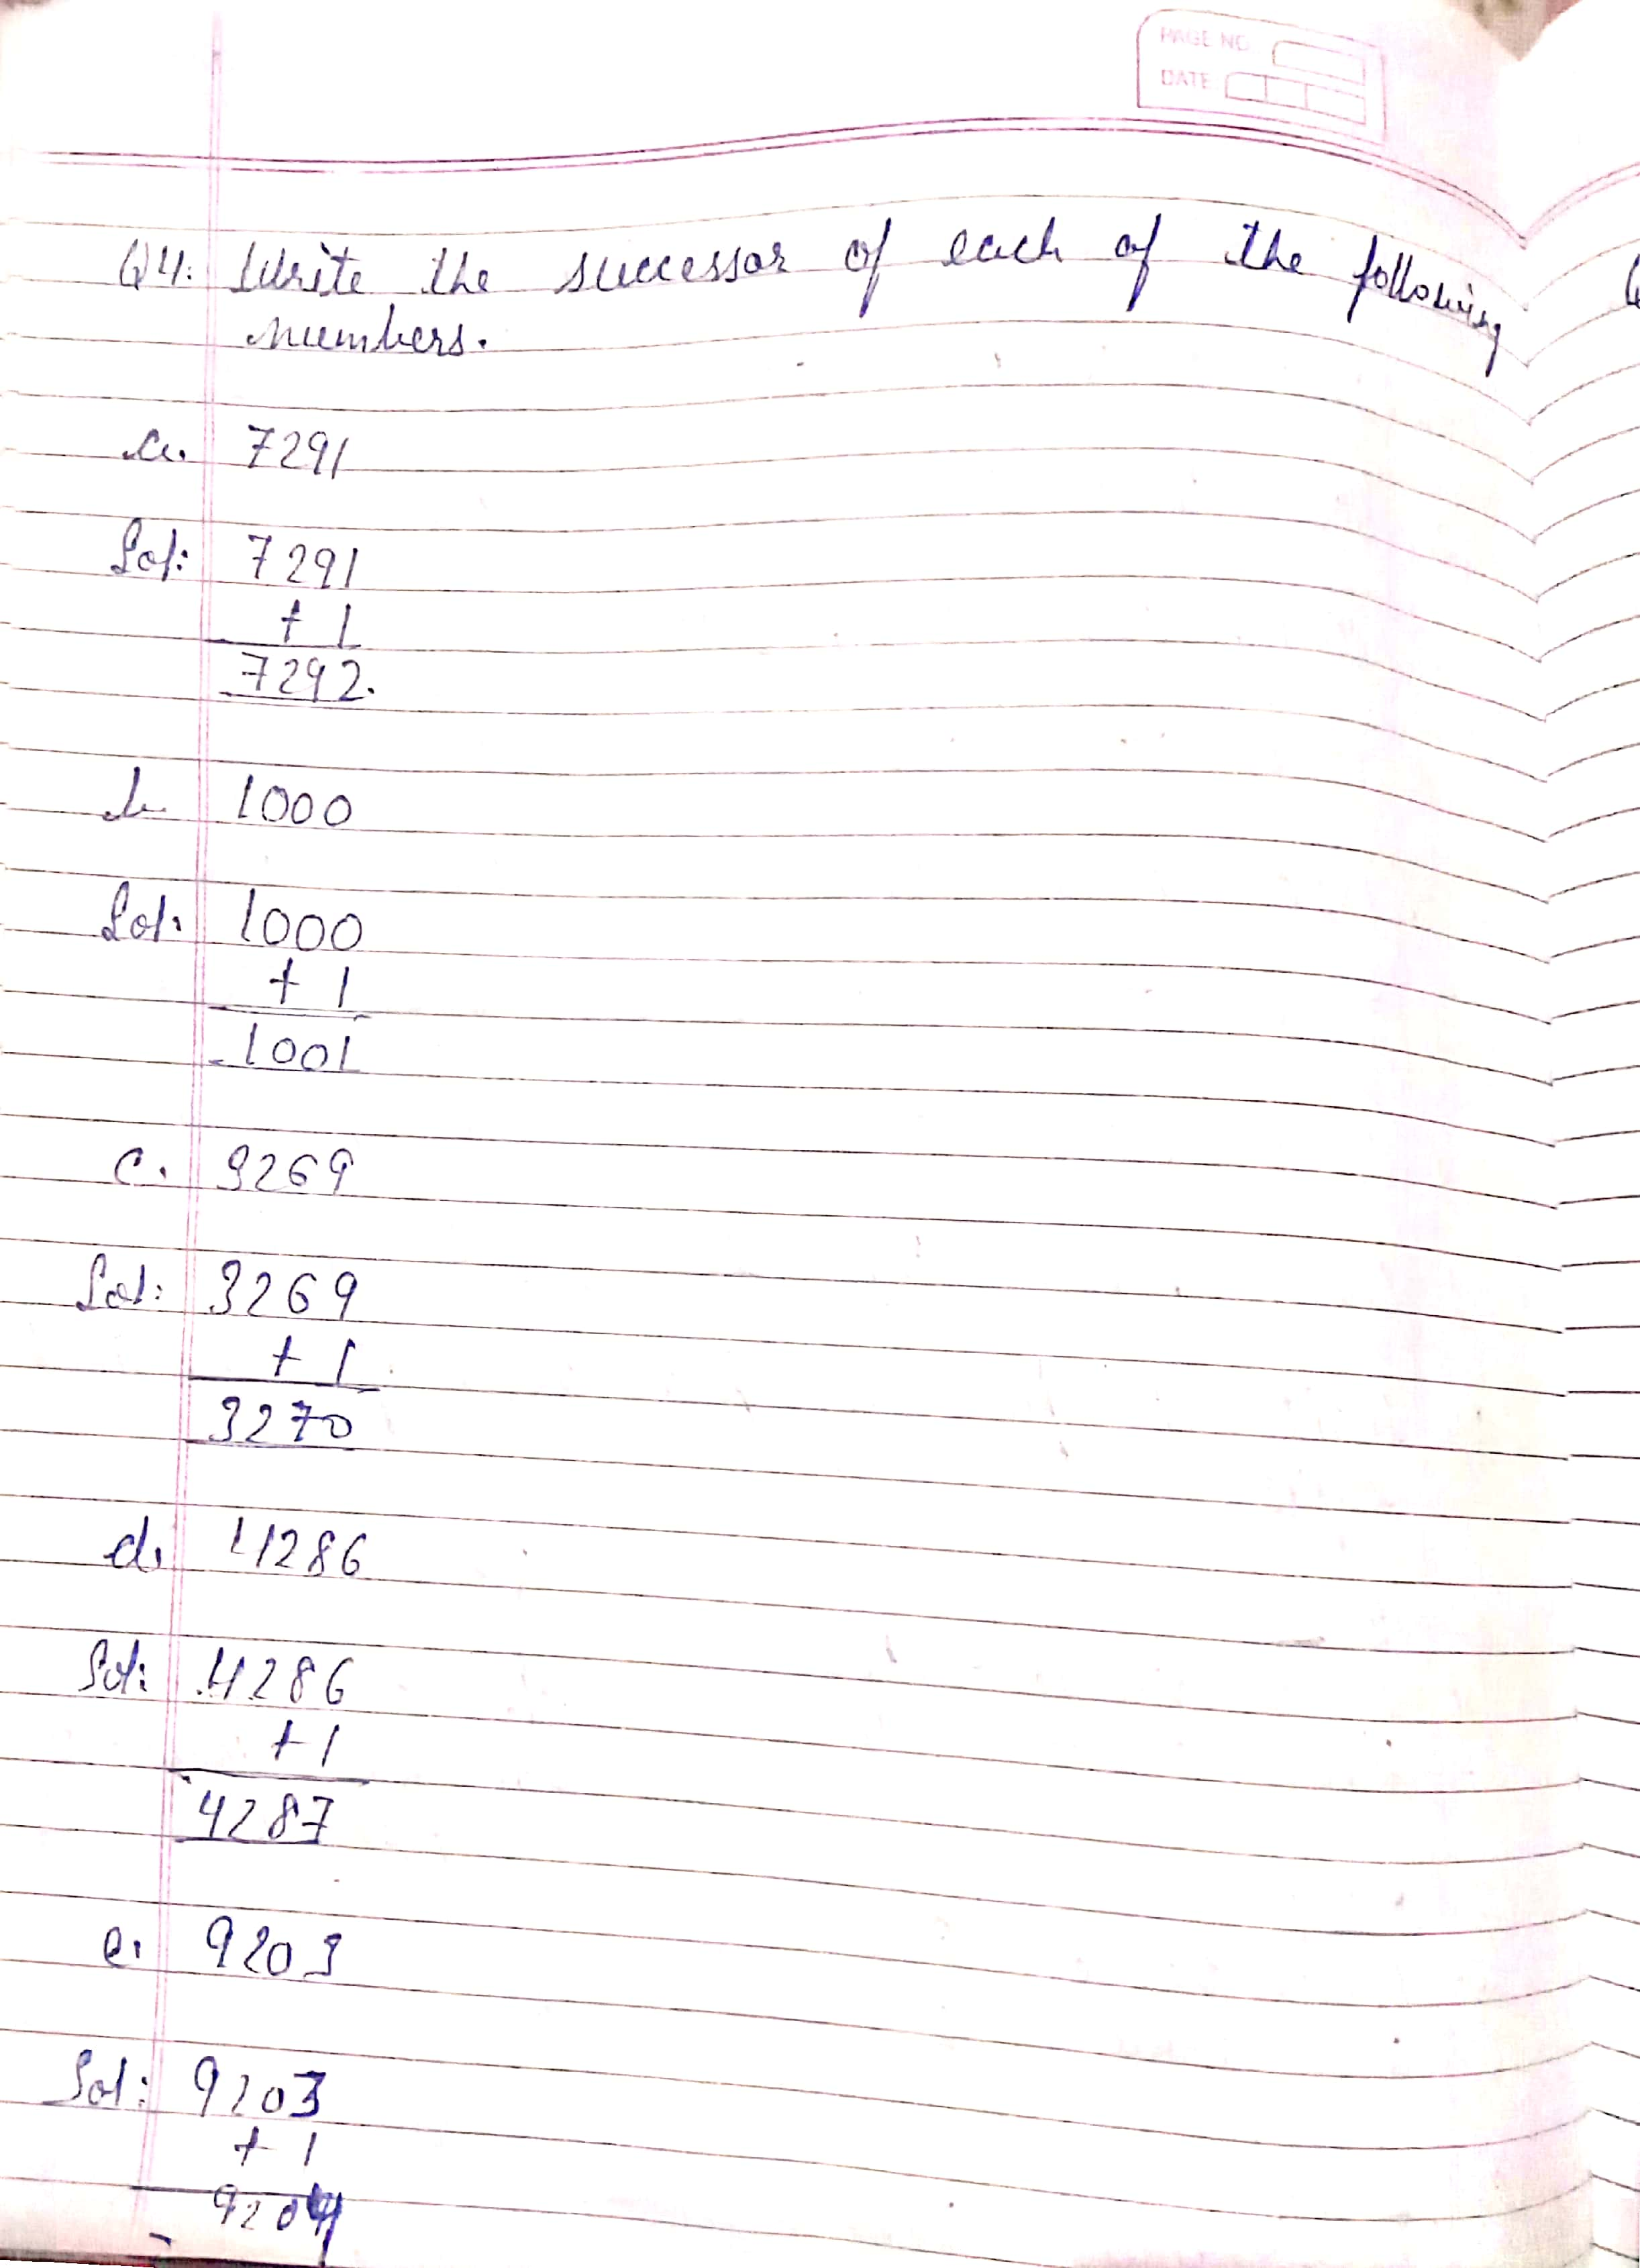 PAGE NO
DATE
Q4: Write the successor of each of the following
numbers.
a. 7291
Sol: 7291
+ 1
7292.
b. 1000
Sol: 1000
+ 1
1001
c. 3269
Sol: 3269
+ 1
3270
d. 4286
Sol: 4286
+ 1
4287
e. 9203
Sol: 9203
+ 1
9204